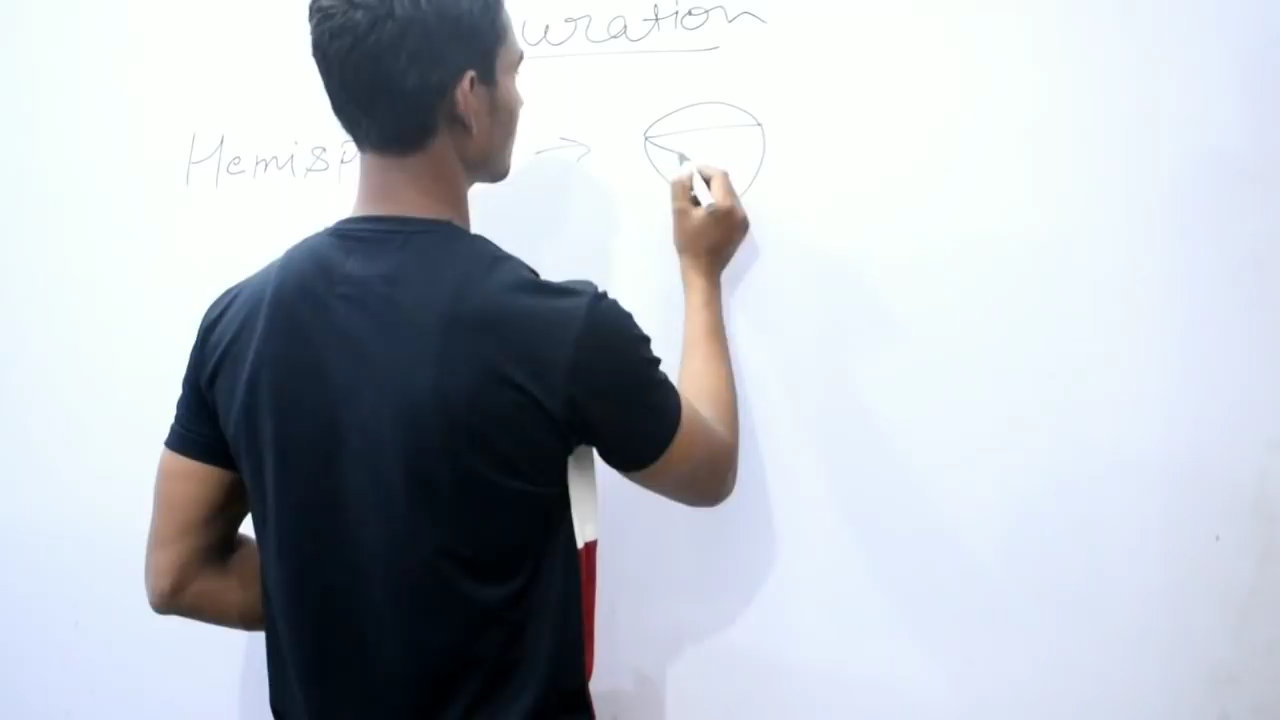 uration
Hemisp →